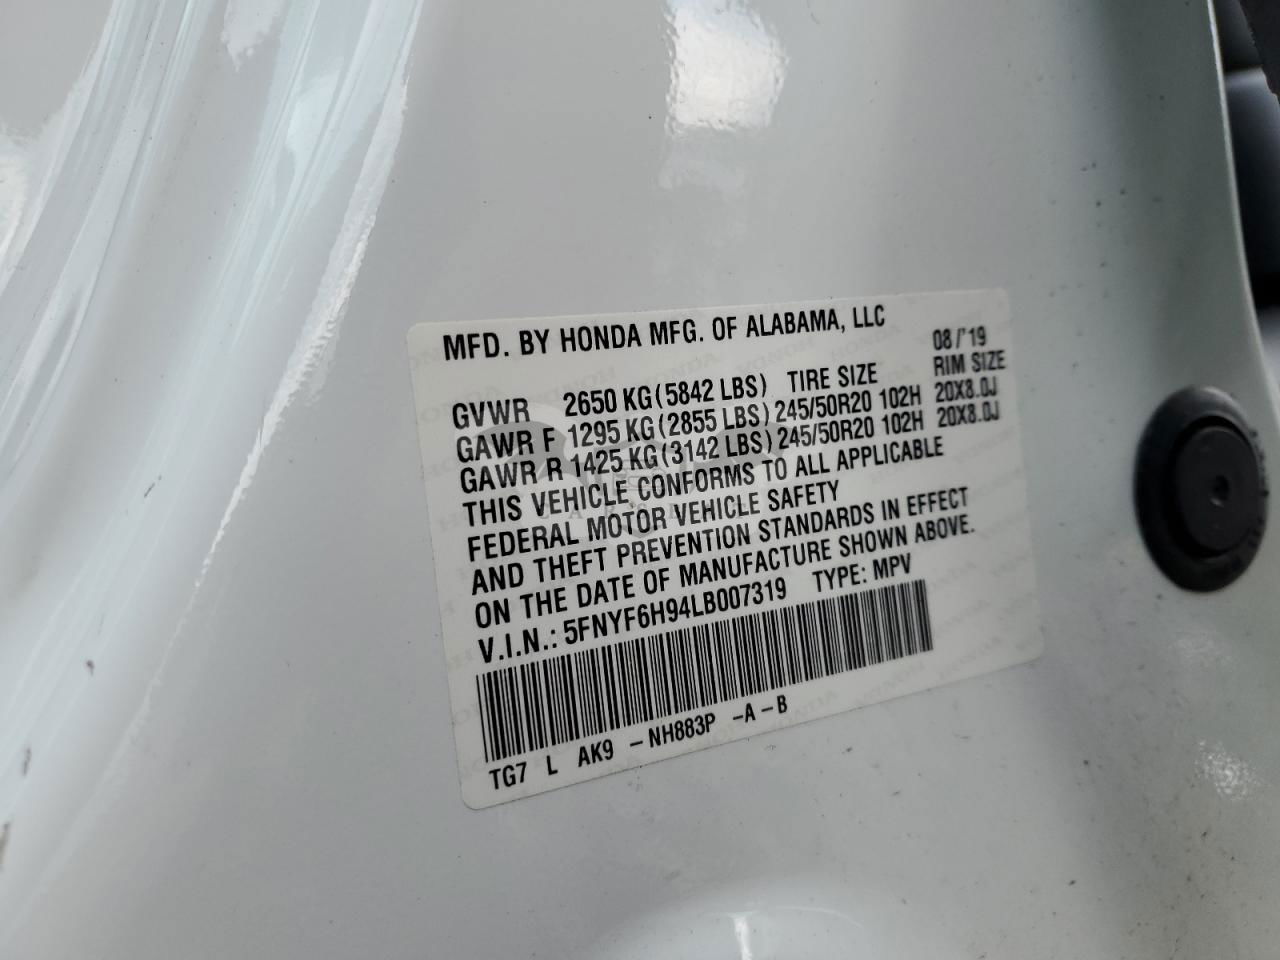 MFD. BY HONDA MFG. OF ALABAMA, LLC
08/'19
GVWR 2650 KG (5842 LBS) TIRE SIZE RIM SIZE
GAWR F 1295 KG (2855 LBS) 245/50R20 102H 20X8.0J
GAWR R 1425 KG (3142 LBS) 245/50R20 102H 20X8.0J
THIS VEHICLE CONFORMS TO ALL APPLICABLE
FEDERAL MOTOR VEHICLE SAFETY
AND THEFT PREVENTION STANDARDS IN EFFECT
ON THE DATE OF MANUFACTURE SHOWN ABOVE.
V.I.N.: 5FNYF6H94LB007319 TYPE: MPV
TG7 L AK9 -NH883P -A-B